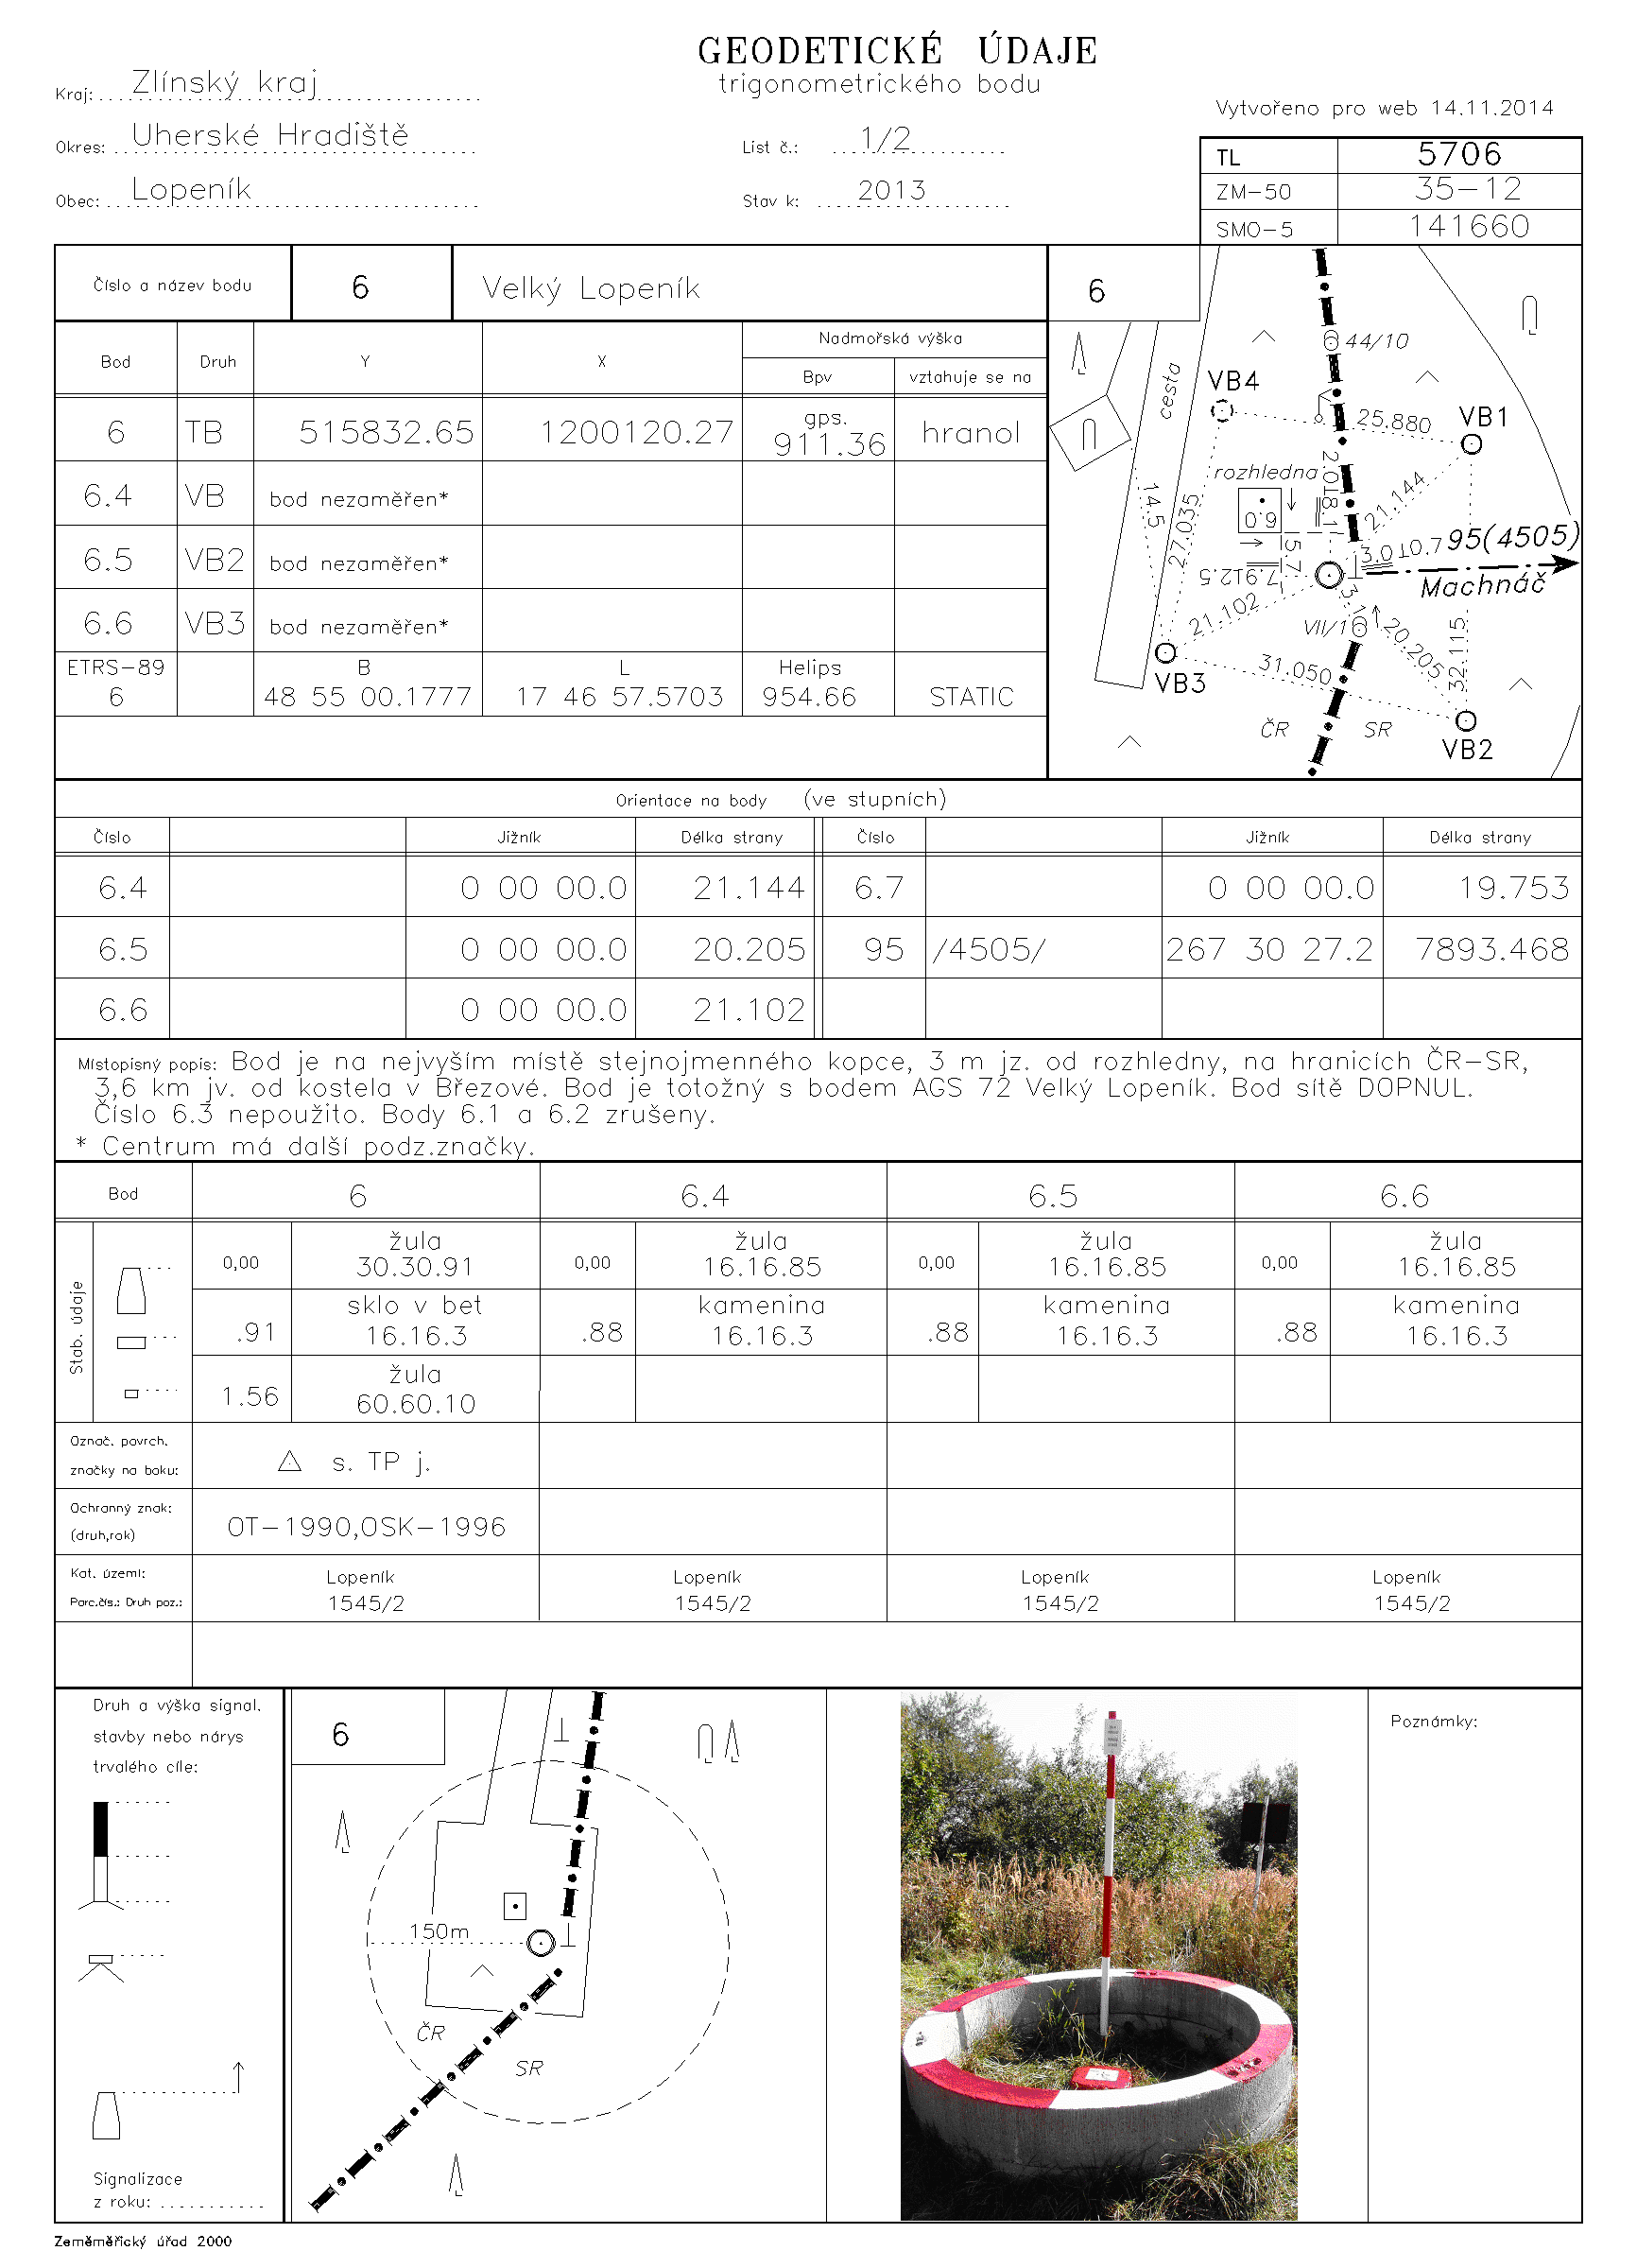 GEODETICKÉ ÚDAJE
trigonometrického bodu
Kraj: Zlínský kraj
Okres: Uherské Hradiště
Obec: Lopeník
List č.: 1/2
Stav k: 2013
Vytvořeno pro web 14.11.2014
TL 5706
ZM-50 35-12
SMO-5 141660
Číslo a název bodu 6 Velký Lopeník
Bod Druh Y X Nadmořská výška
Bpv vztahuje se na
6 TB 515832.65 1200120.27 gps. 911.36 hranol
6.4 VB bod nezaměřen*
6.5 VB2 bod nezaměřen*
6.6 VB3 bod nezaměřen*
ETRS-89 B L Helips
6 48 55 00.1777 17 46 57.5703 954.66 STATIC
6
44/10
cesta
VB4
25.880
VB1
rozhledna
14.5
27.035
6.0
21.144
95(4505)
5.7
Machnáč
21.102
3.1
VII/1
20.205
32.115
31.050
VB3
ČR
SR
VB2
Orientace na body (ve stupních)
Číslo Jižník Délka strany Číslo Jižník Délka strany
6.4 0 00 00.0 21.144 6.7 0 00 00.0 19.753
6.5 0 00 00.0 20.205 95 /4505/ 267 30 27.2 7893.468
6.6 0 00 00.0 21.102
Místopisný popis: Bod je na nejvyším místě stejnojmenného kopce, 3 m jz. od rozhledny, na hranicích ČR-SR,
3,6 km jv. od kostela v Březové. Bod je totožný s bodem AGS 72 Velký Lopeník. Bod sítě DOPNUL.
Číslo 6.3 nepoužito. Body 6.1 a 6.2 zrušeny.
* Centrum má další podz.značky.
Bod 6 6.4 6.5 6.6
Stab. údaje
0,00 žula 30.30.91 0,00 žula 16.16.85 0,00 žula 16.16.85 0,00 žula 16.16.85
.91 sklo v bet 16.16.3 .88 kamenina 16.16.3 .88 kamenina 16.16.3 .88 kamenina 16.16.3
1.56 žula 60.60.10
Označ. povrch.
značky na boku: s. TP j.
Ochranný znak:
(druh,rok) OT-1990,OSK-1996
Kat. území: Lopeník Lopeník Lopeník Lopeník
Parc.čís.: Druh poz.: 1545/2 1545/2 1545/2 1545/2
Druh a výška signal.
stavby nebo nárys
trvalého cíle:
Signalizace
z roku:
6
150m
ČR
SR
Poznámky:
Zeměměřický úřad 2000